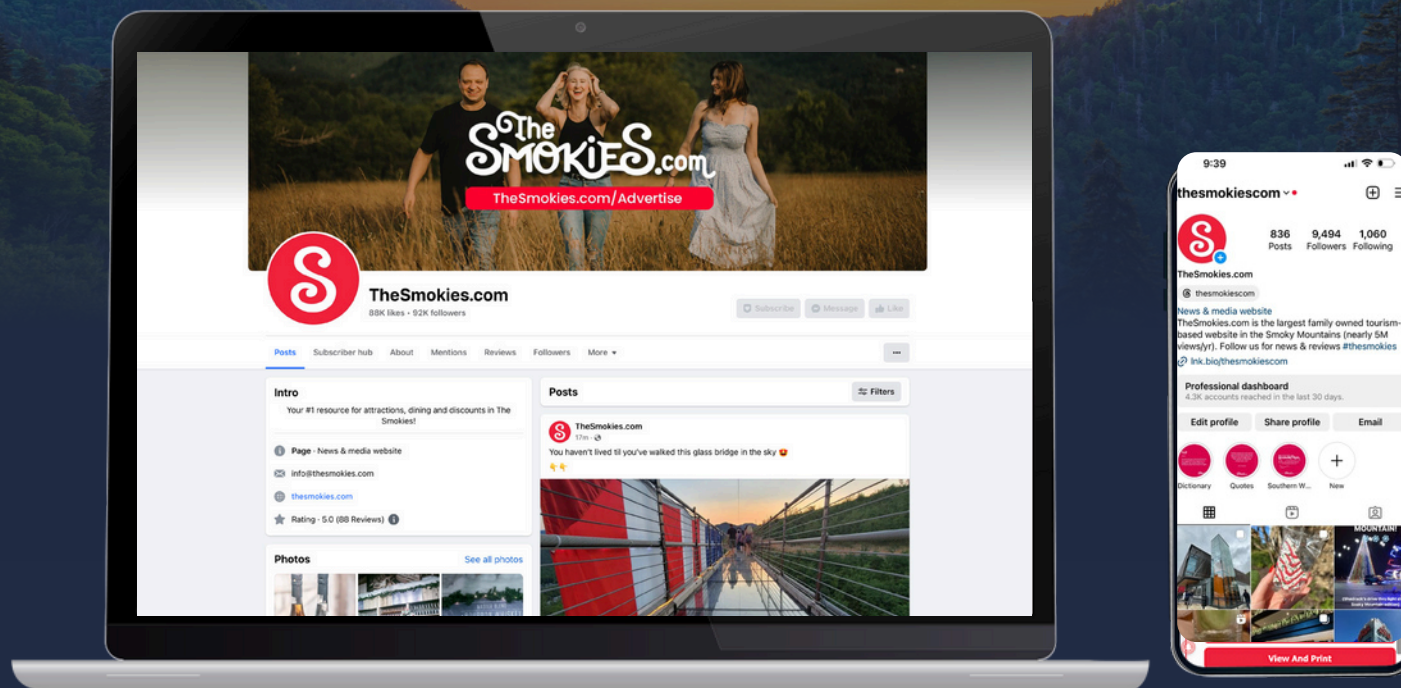 The
SMOKiES.com
TheSmokies.com/Advertise
S
TheSmokies.com
88K likes • 92K followers
Subscribe
Message
Like
Posts
Subscriber hub
About
Mentions
Reviews
Followers
More
Intro
Your #1 resource for attractions, dining and discounts in The
Smokies!
Page · News & media website
info@thesmokies.com
thesmokies.com
Rating · 5.0 (88 Reviews)
Photos
See all photos
Posts
Filters
S
TheSmokies.com
17m
You haven't lived til you've walked this glass bridge in the sky
9:39
thesmokiescom
S
836
Posts
9,494
Followers
1,060
Following
TheSmokies.com
thesmokiescom
News & media website
TheSmokies.com is the largest family owned tourism-
based website in the Smoky Mountains (nearly 5M
views/yr). Follow us for news & reviews #thesmokies
lnk.bio/thesmokiescom
Professional dashboard
4.3K accounts reached in the last 30 days.
Edit profile
Share profile
Email
Dictionary
Quotes
Southern W...
New
MOUNTAIN!
View And Print